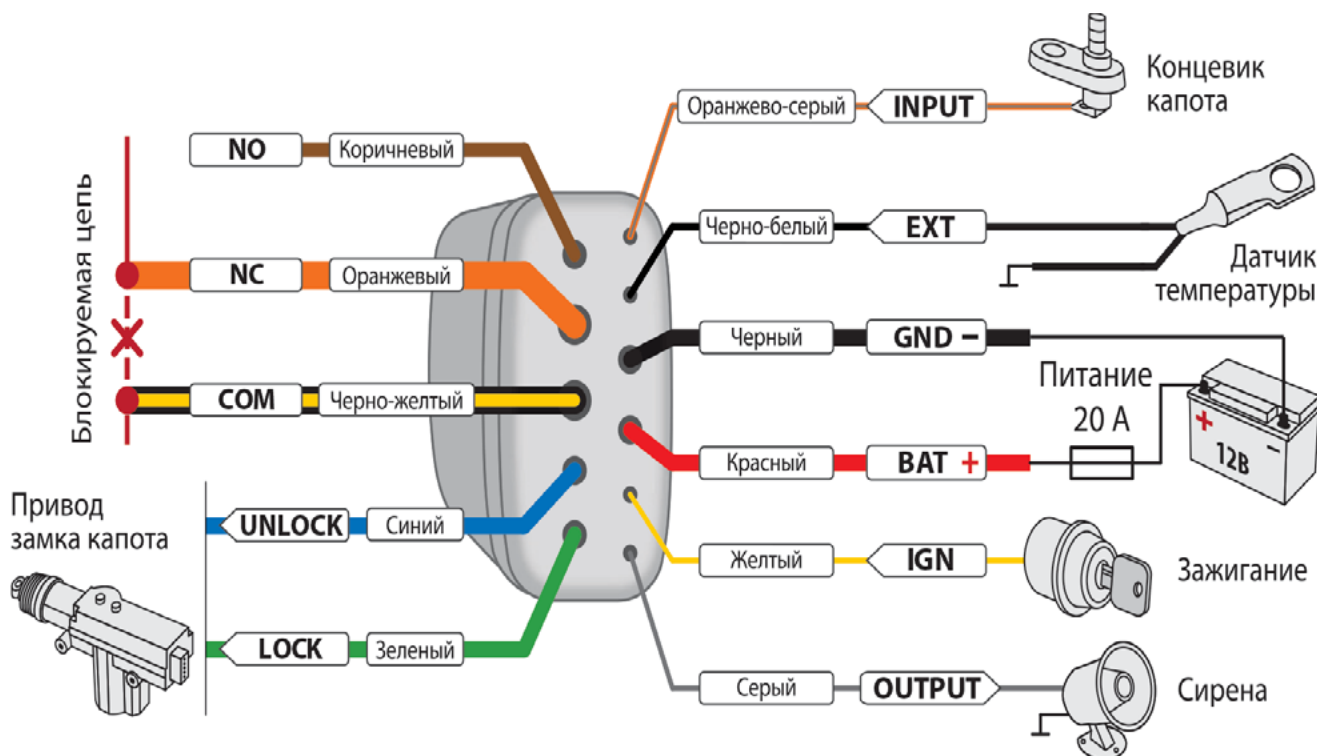 Блокируемая цепь
NO
Коричневый
NC
Оранжевый
COM
Черно-желтый
Привод
замка капота
UNLOCK
Синий
LOCK
Зеленый
Оранжево-серый
INPUT
Концевик
капота
Черно-белый
EXT
Датчик
температуры
Черный
GND −
Питание
20 А
Красный
BAT +
+ −
12В
Желтый
IGN
Зажигание
Серый
OUTPUT
Сирена